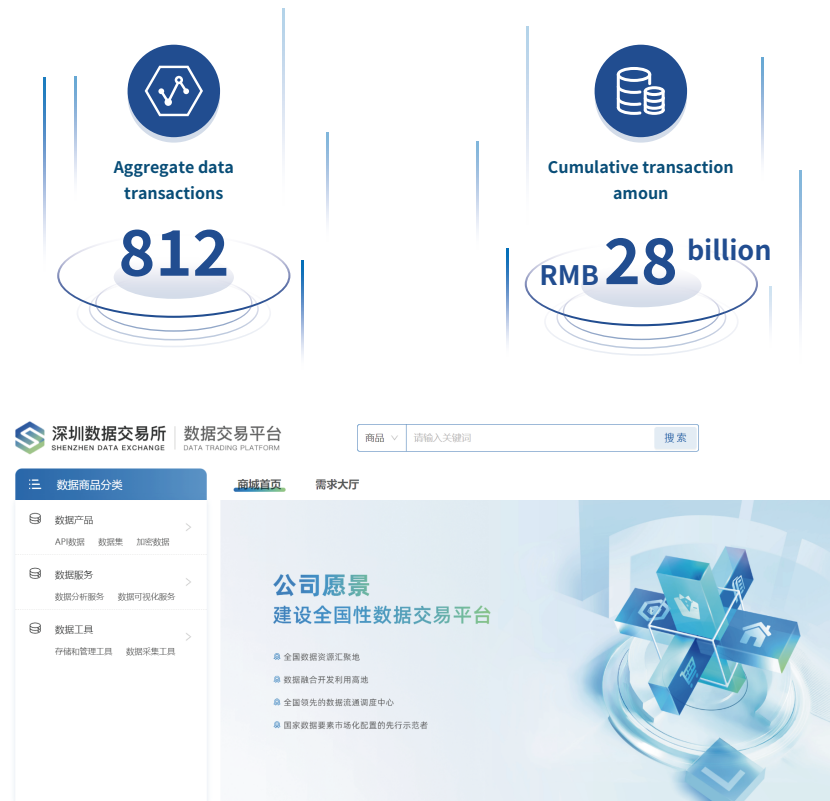 Aggregate data
transactions
812
Cumulative transaction
amoun
RMB 28 billion
深圳数据交易所
SHENZHEN DATA EXCHANGE
数据交易平台
DATA TRADING PLATFORM
商品
请输入关键词
搜索
数据商品分类
商城首页
需求大厅
数据产品
API数据 数据集 加密数据
数据服务
数据分析服务 数据可视化服务
数据工具
存储和管理工具 数据采集工具
公司愿景
建设全国性数据交易平台
全国数据资源汇聚地
数据融合开发利用高地
全国领先的数据流通调度中心
国家数据要素市场化配置的先行示范者